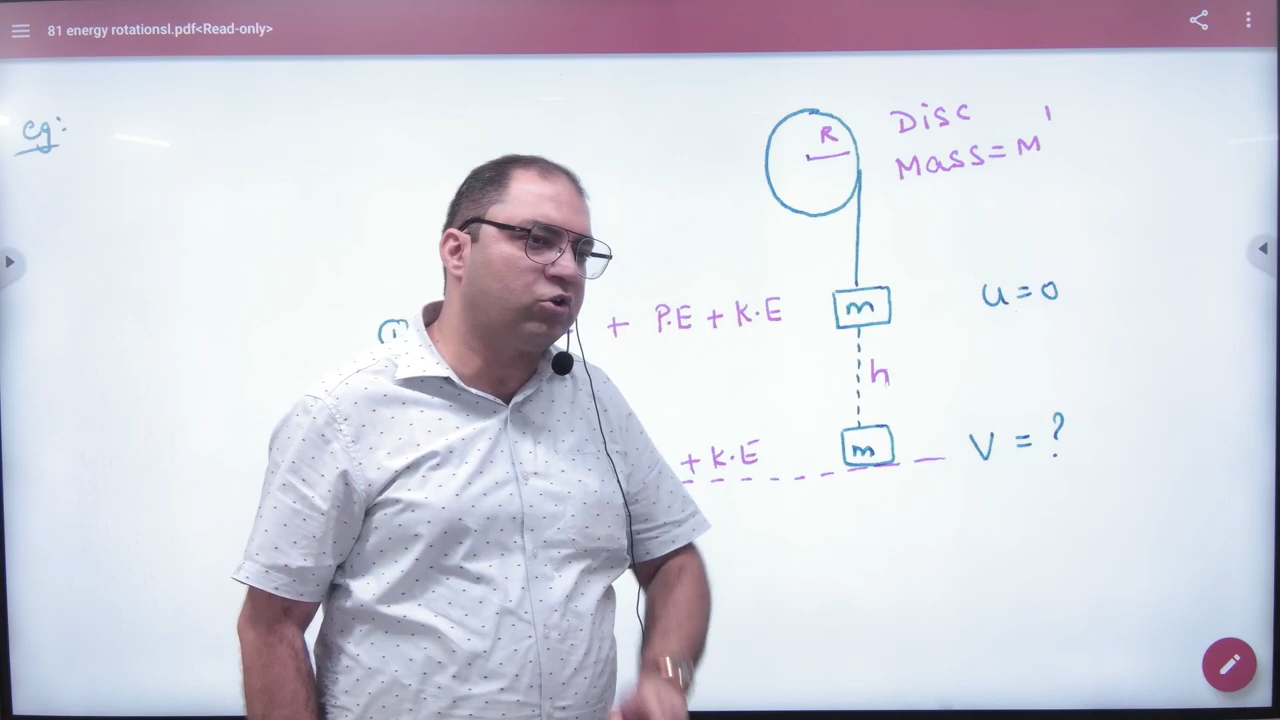 81 energy rotationsl.pdf<Read-only>
eg:
R
Disc
Mass = M'
m
u = 0
+ P.E + K.E
h
+ K.E
m
V = ?